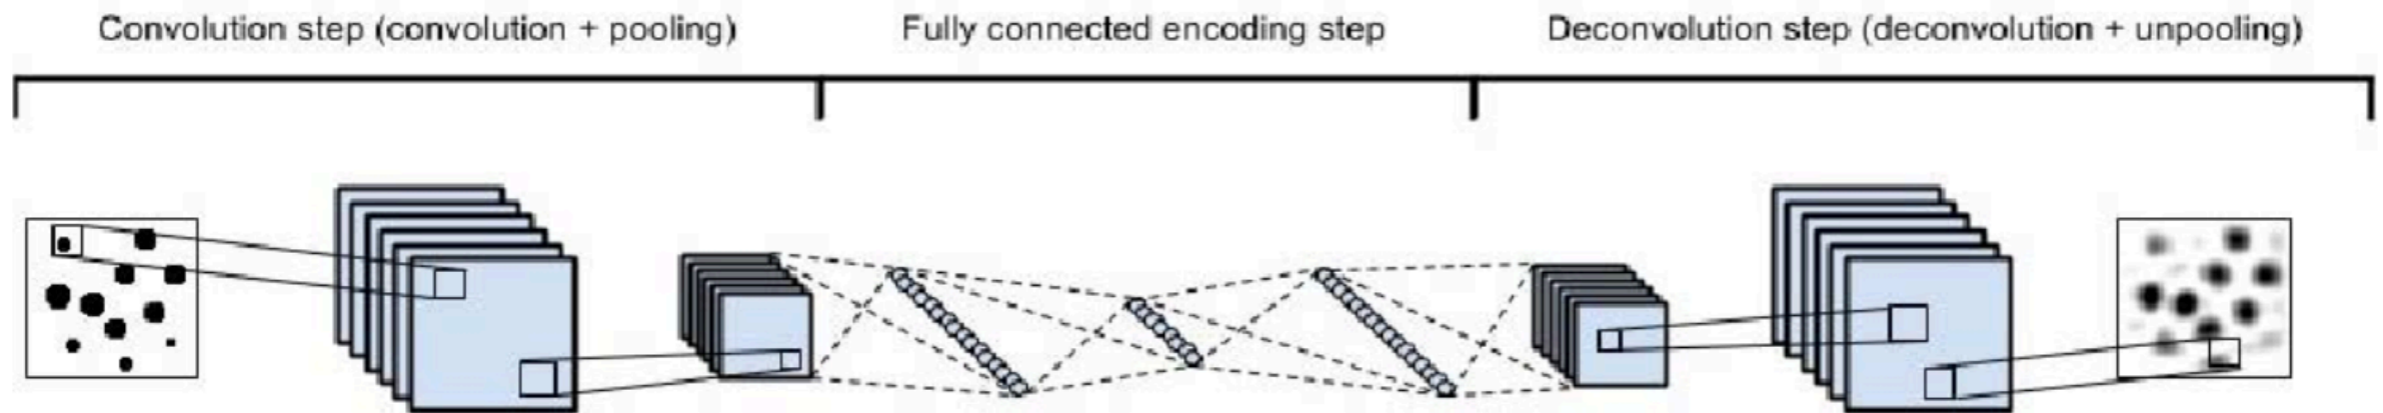 Convolution step (convolution + pooling)
Fully connected encoding step
Deconvolution step (deconvolution + unpooling)